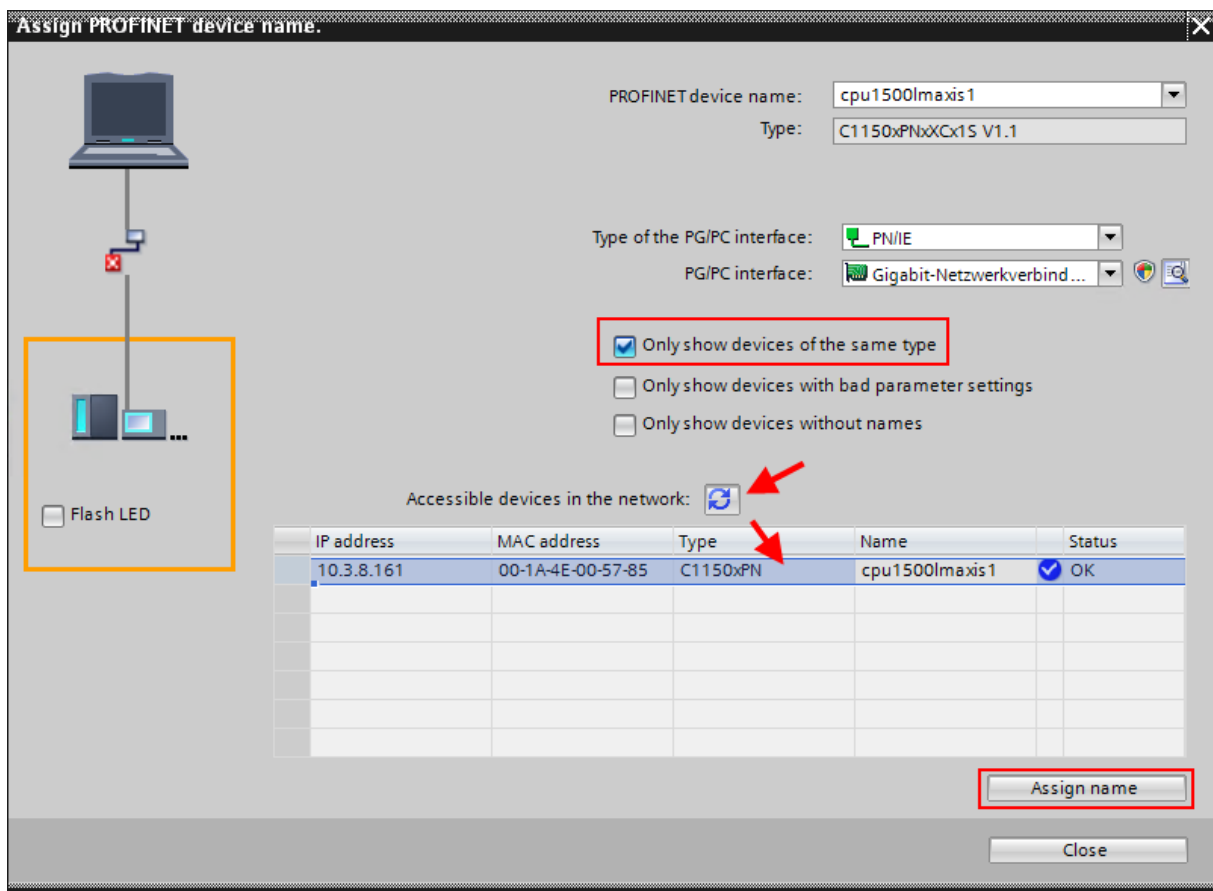 Assign PROFINET device name.
PROFINET device name: cpu1500lmaxis1
Type: C1150xPNxXCx1S V1.1
Type of the PG/PC interface: PN/IE
PG/PC interface: Gigabit-Netzwerkverbind...
Only show devices of the same type
Only show devices with bad parameter settings
Only show devices without names
...
Flash LED
Accessible devices in the network:
IP address MAC address Type Name Status
10.3.8.161 00-1A-4E-00-57-85 C1150xPN cpu1500lmaxis1 OK
Assign name
Close